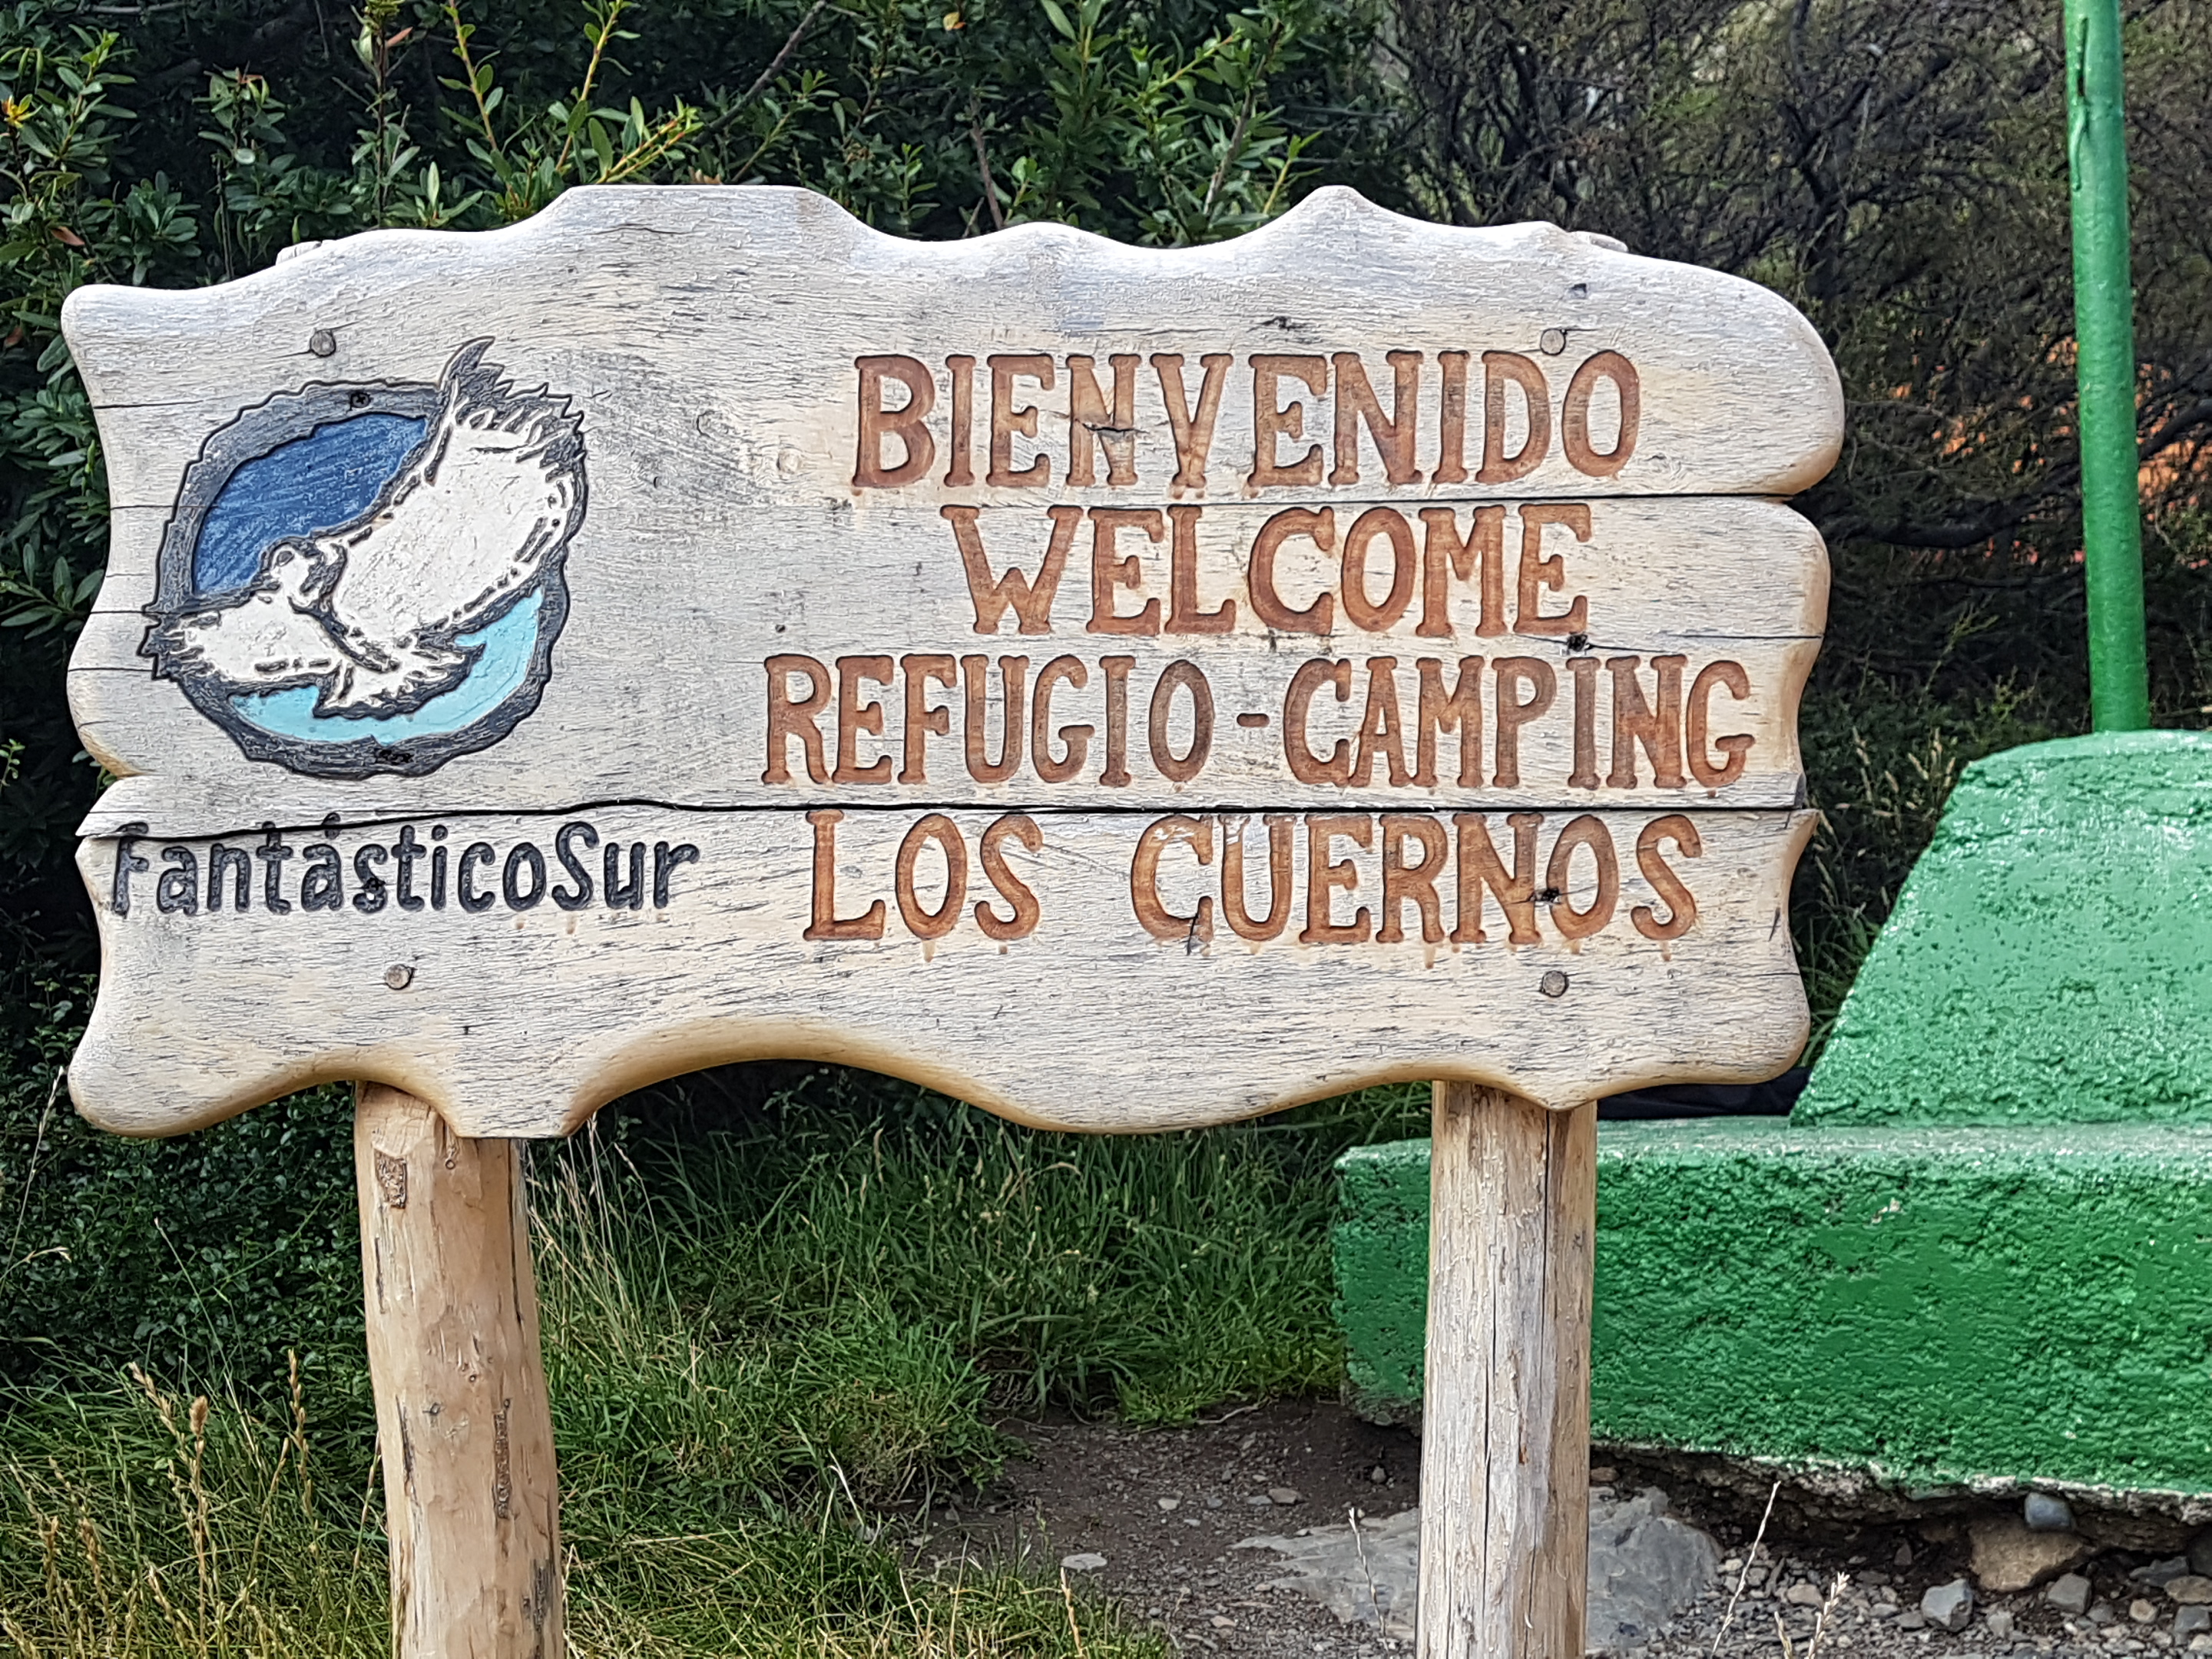 BIENVENIDO
WELCOME
REFUGIO-CAMPING
LOS CUERNOS
FantásticoSur